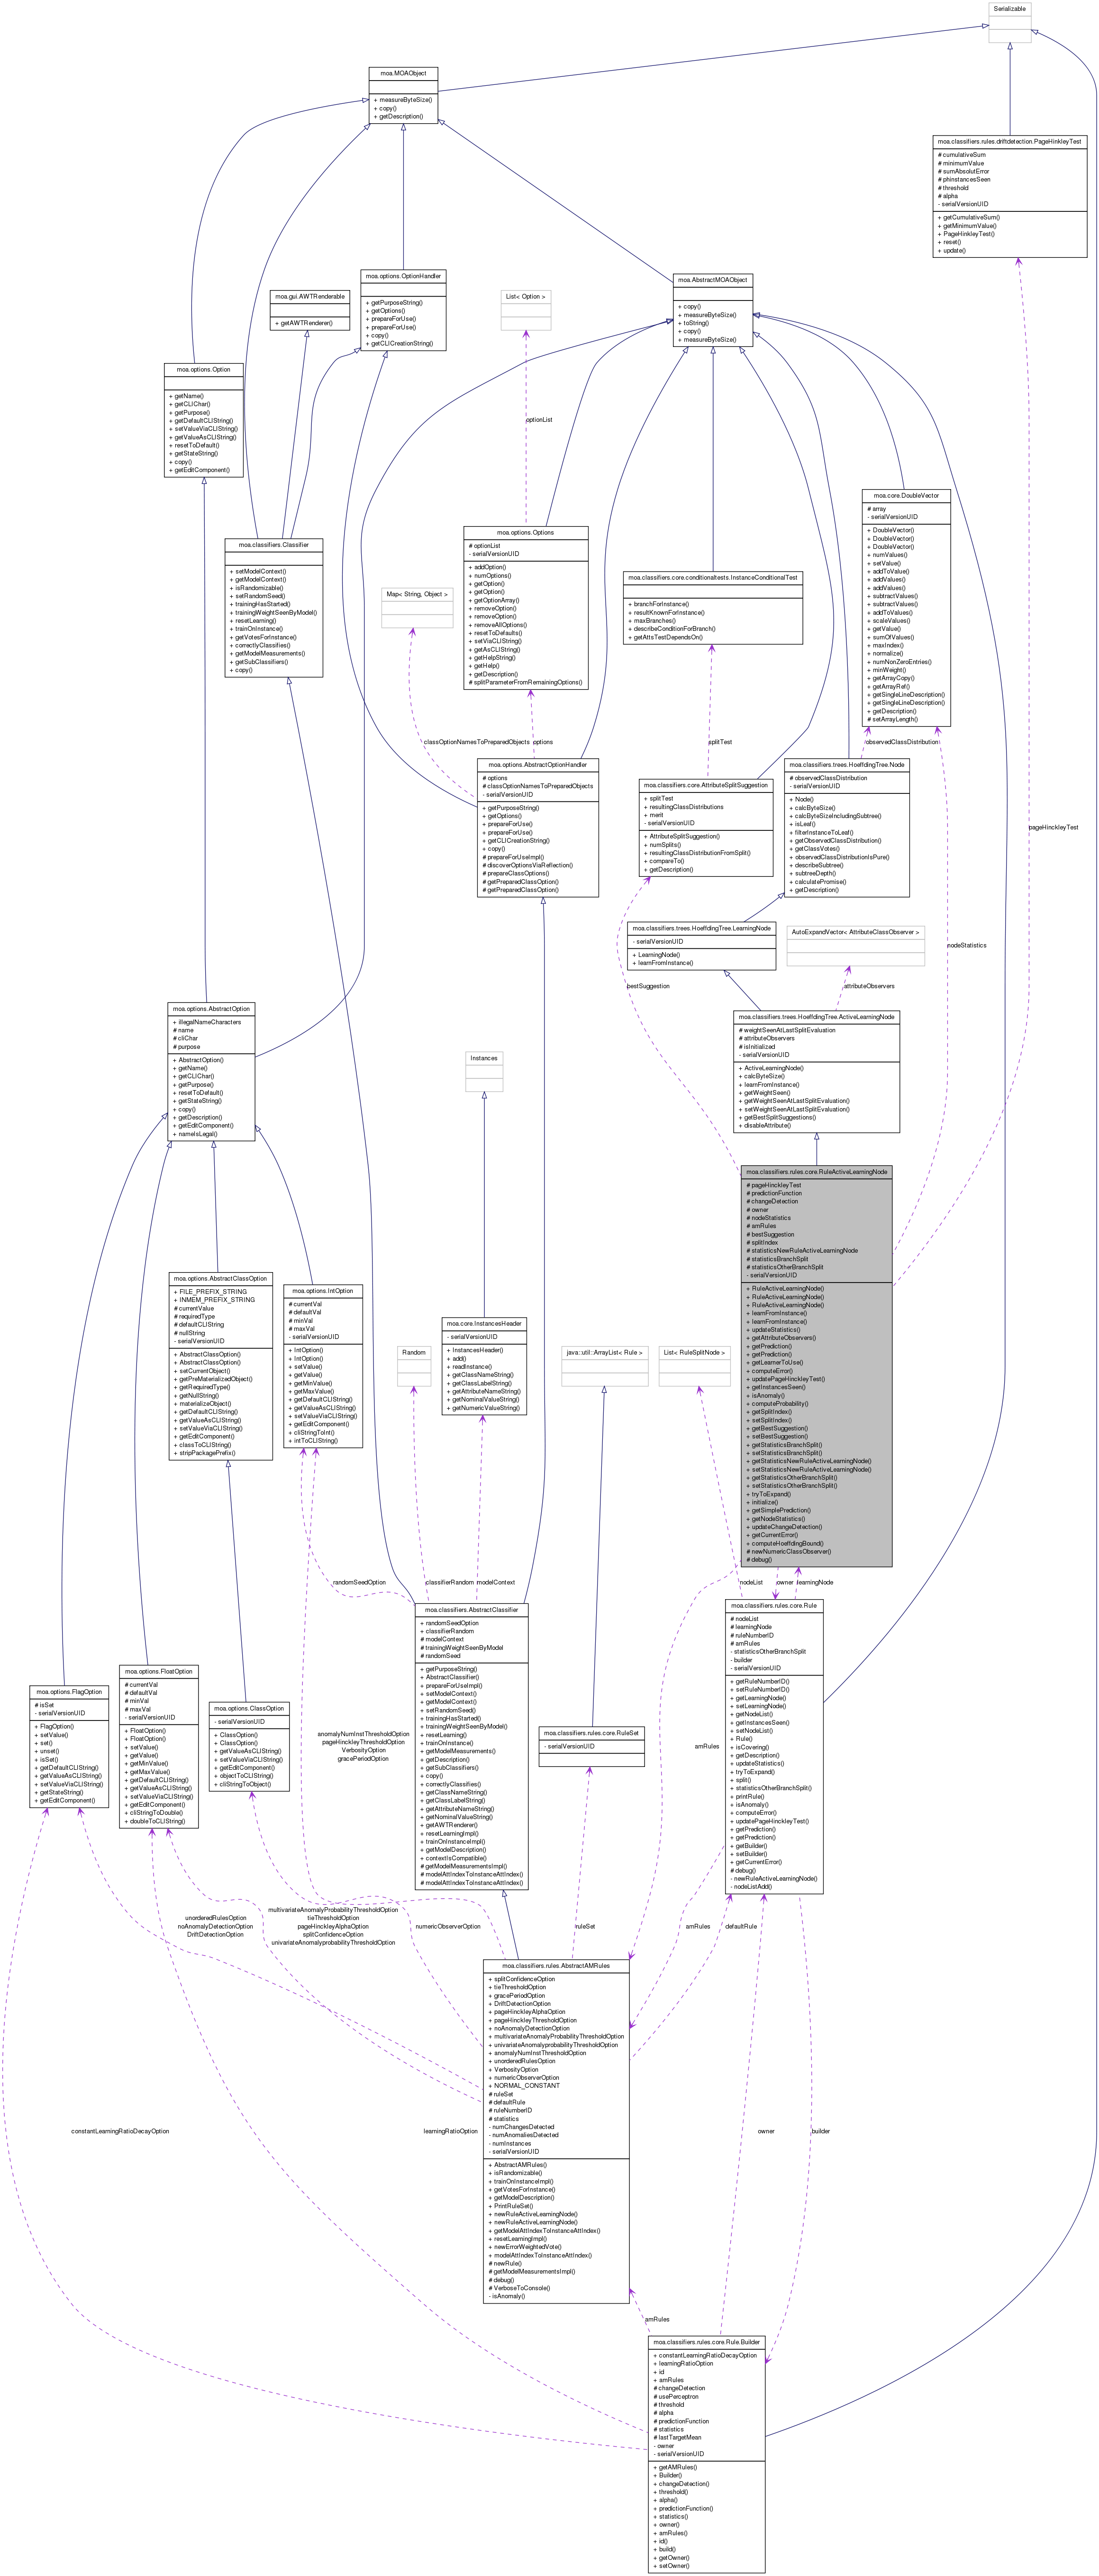 Serializable
moa.MOAObject
+ measureByteSize()
+ copy()
+ getDescription()
moa.classifiers.rules.driftdetection.PageHinkleyTest
# cumulativeSum
# minimumValue
# sumAbsolutError
# phinstancesSeen
# threshold
# alpha
- serialVersionUID
+ getCumulativeSum()
+ getMinimumValue()
+ PageHinkleyTest()
+ reset()
+ update()
moa.options.OptionHandler
+ getPurposeString()
+ getOptions()
+ prepareForUse()
+ prepareForUse()
+ copy()
+ getCLICreationString()
moa.AbstractMOAObject
+ copy()
+ measureByteSize()
+ toString()
+ copy()
+ measureByteSize()
moa.gui.AWTRenderable
+ getAWTRenderer()
List< Option >
moa.options.Option
+ getName()
+ getCLIChar()
+ getPurpose()
+ getDefaultCLIString()
+ setValueViaCLIString()
+ getValueAsCLIString()
+ resetToDefault()
+ getStateString()
+ copy()
+ getEditComponent()
optionList
moa.core.DoubleVector
# array
- serialVersionUID
+ DoubleVector()
+ DoubleVector()
+ DoubleVector()
+ numValues()
+ setValue()
+ addToValue()
+ addValues()
+ addValues()
+ subtractValues()
+ subtractValues()
+ addToValues()
+ scaleValues()
+ getValue()
+ sumOfValues()
+ maxIndex()
+ normalize()
+ numNonZeroEntries()
+ minWeight()
+ getArrayCopy()
+ getArrayRef()
+ getSingleLineDescription()
+ getSingleLineDescription()
+ getDescription()
# setArrayLength()
moa.options.Options
# optionList
- serialVersionUID
+ addOption()
+ numOptions()
+ getOption()
+ getOption()
+ getOptionArray()
+ removeOption()
+ removeOption()
+ removeAllOptions()
+ resetToDefaults()
+ setViaCLIString()
+ getAsCLIString()
+ getHelpString()
+ getHelp()
+ getDescription()
# splitParameterFromRemainingOptions()
moa.classifiers.Classifier
+ setModelContext()
+ getModelContext()
+ isRandomizable()
+ setRandomSeed()
+ trainingHasStarted()
+ trainingWeightSeenByModel()
+ resetLearning()
+ trainOnInstance()
+ getVotesForInstance()
+ correctlyClassifies()
+ getModelMeasurements()
+ getSubClassifiers()
+ copy()
moa.classifiers.core.conditionaltests.InstanceConditionalTest
+ branchForInstance()
+ resultKnownForInstance()
+ maxBranches()
+ describeConditionForBranch()
+ getAttsTestDependsOn()
Map< String, Object >
classOptionNamesToPreparedObjects
options
splitTest
observedClassDistribution
moa.options.AbstractOptionHandler
# options
# classOptionNamesToPreparedObjects
- serialVersionUID
+ getPurposeString()
+ getOptions()
+ prepareForUse()
+ prepareForUse()
+ getCLICreationString()
+ copy()
# prepareForUseImpl()
# discoverOptionsViaReflection()
# prepareClassOptions()
# getPreparedClassOption()
# getPreparedClassOption()
moa.classifiers.core.AttributeSplitSuggestion
+ splitTest
+ resultingClassDistributions
+ merit
- serialVersionUID
+ AttributeSplitSuggestion()
+ numSplits()
+ resultingClassDistributionFromSplit()
+ compareTo()
+ getDescription()
moa.classifiers.trees.HoeffdingTree.Node
# observedClassDistribution
- serialVersionUID
+ Node()
+ calcByteSize()
+ calcByteSizeIncludingSubtree()
+ isLeaf()
+ filterInstanceToLeaf()
+ getObservedClassDistribution()
+ getClassVotes()
+ observedClassDistributionIsPure()
+ describeSubtree()
+ subtreeDepth()
+ calculatePromise()
+ getDescription()
pageHinckleyTest
moa.classifiers.trees.HoeffdingTree.LearningNode
- serialVersionUID
+ LearningNode()
+ learnFromInstance()
AutoExpandVector< AttributeClassObserver >
nodeStatistics
bestSuggestion
attributeObservers
moa.options.AbstractOption
+ illegalNameCharacters
# name
# cliChar
# purpose
+ AbstractOption()
+ getName()
+ getCLIChar()
+ getPurpose()
+ resetToDefault()
+ getStateString()
+ copy()
+ getDescription()
+ getEditComponent()
+ nameIsLegal()
moa.classifiers.trees.HoeffdingTree.ActiveLearningNode
# weightSeenAtLastSplitEvaluation
# attributeObservers
# isInitialized
- serialVersionUID
+ ActiveLearningNode()
+ calcByteSize()
+ learnFromInstance()
+ getWeightSeen()
+ getWeightSeenAtLastSplitEvaluation()
+ setWeightSeenAtLastSplitEvaluation()
+ getBestSplitSuggestions()
+ disableAttribute()
Instances
moa.classifiers.rules.core.RuleActiveLearningNode
# pageHinckleyTest
# predictionFunction
# changeDetection
# owner
# nodeStatistics
# amRules
# bestSuggestion
# splitIndex
# statisticsNewRuleActiveLearningNode
# statisticsBranchSplit
# statisticsOtherBranchSplit
- serialVersionUID
+ RuleActiveLearningNode()
+ RuleActiveLearningNode()
+ RuleActiveLearningNode()
+ learnFromInstance()
+ learnFromInstance()
+ updateStatistics()
+ getAttributeObservers()
+ getPrediction()
+ getPrediction()
+ getLearnerToUse()
+ computeError()
+ updatePageHinckleyTest()
+ getInstancesSeen()
+ isAnomaly()
+ computeProbability()
+ getSplitIndex()
+ setSplitIndex()
+ getBestSuggestion()
+ setBestSuggestion()
+ getStatisticsBranchSplit()
+ setStatisticsBranchSplit()
+ getStatisticsNewRuleActiveLearningNode()
+ setStatisticsNewRuleActiveLearningNode()
+ getStatisticsOtherBranchSplit()
+ setStatisticsOtherBranchSplit()
+ tryToExpand()
+ initialize()
+ getSimplePrediction()
+ getNodeStatistics()
+ updateChangeDetection()
+ getCurrentError()
+ computeHoeffdingBound()
# newNumericClassObserver()
# debug()
moa.options.AbstractClassOption
+ FILE_PREFIX_STRING
+ INMEM_PREFIX_STRING
# currentValue
# requiredType
# defaultCLIString
# nullString
- serialVersionUID
+ AbstractClassOption()
+ AbstractClassOption()
+ setCurrentObject()
+ getPreMaterializedObject()
+ getRequiredType()
+ getNullString()
+ materializeObject()
+ getDefaultCLIString()
+ getValueAsCLIString()
+ setValueViaCLIString()
+ getEditComponent()
+ classToCLIString()
+ stripPackagePrefix()
moa.options.IntOption
# currentVal
# defaultVal
# minVal
# maxVal
- serialVersionUID
+ IntOption()
+ IntOption()
+ setValue()
+ getValue()
+ getMinValue()
+ getMaxValue()
+ getDefaultCLIString()
+ getValueAsCLIString()
+ setValueViaCLIString()
+ getEditComponent()
+ cliStringToInt()
+ intToCLIString()
moa.core.InstancesHeader
- serialVersionUID
+ InstancesHeader()
+ add()
+ readInstance()
+ getClassNameString()
+ getClassLabelString()
+ getAttributeNameString()
+ getNominalValueString()
+ getNumericValueString()
Random
java::util::ArrayList< Rule >
List< RuleSplitNode >
randomSeedOption
classifierRandom
modelContext
nodeList
owner
learningNode
moa.classifiers.AbstractClassifier
+ randomSeedOption
+ classifierRandom
# modelContext
# trainingWeightSeenByModel
# randomSeed
+ getPurposeString()
+ AbstractClassifier()
+ prepareForUseImpl()
+ setModelContext()
+ getModelContext()
+ setRandomSeed()
+ trainingHasStarted()
+ trainingWeightSeenByModel()
+ resetLearning()
+ trainOnInstance()
+ getModelMeasurements()
+ getDescription()
+ getSubClassifiers()
+ copy()
+ correctlyClassifies()
+ getClassNameString()
+ getClassLabelString()
+ getAttributeNameString()
+ getNominalValueString()
+ getAWTRenderer()
+ resetLearningImpl()
+ trainOnInstanceImpl()
+ getModelDescription()
+ contextIsCompatible()
# getModelMeasurementsImpl()
# modelAttIndexToInstanceAttIndex()
# modelAttIndexToInstanceAttIndex()
moa.classifiers.rules.core.Rule
# nodeList
# learningNode
# ruleNumberID
# amRules
- statisticsOtherBranchSplit
- builder
- serialVersionUID
+ getRuleNumberID()
+ setRuleNumberID()
+ getLearningNode()
+ setLearningNode()
+ getNodeList()
+ getInstancesSeen()
+ setNodeList()
+ Rule()
+ isCovering()
+ getDescription()
+ updateStatistics()
+ tryToExpand()
+ split()
+ statisticsOtherBranchSplit()
+ printRule()
+ isAnomaly()
+ computeError()
+ updatePageHinckleyTest()
+ getPrediction()
+ getPrediction()
+ getBuilder()
+ setBuilder()
+ getCurrentError()
# debug()
- newRuleActiveLearningNode()
- nodeListAdd()
moa.options.FlagOption
# isSet
- serialVersionUID
+ FlagOption()
+ setValue()
+ set()
+ unset()
+ isSet()
+ getDefaultCLIString()
+ getValueAsCLIString()
+ setValueViaCLIString()
+ getStateString()
+ getEditComponent()
moa.options.FloatOption
# currentVal
# defaultVal
# minVal
# maxVal
- serialVersionUID
+ FloatOption()
+ FloatOption()
+ setValue()
+ getValue()
+ getMinValue()
+ getMaxValue()
+ getDefaultCLIString()
+ getValueAsCLIString()
+ setValueViaCLIString()
+ getEditComponent()
+ cliStringToDouble()
+ doubleToCLIString()
moa.options.ClassOption
- serialVersionUID
+ ClassOption()
+ ClassOption()
+ getValueAsCLIString()
+ setValueViaCLIString()
+ getEditComponent()
+ objectToCLIString()
+ cliStringToObject()
anomalyNumInstThresholdOption
pageHinckleyThresholdOption
VerbosityOption
gracePeriodOption
moa.classifiers.rules.core.RuleSet
- serialVersionUID
amRules
unorderedRulesOption
noAnomalyDetectionOption
DriftDetectionOption
multivariateAnomalyProbabilityThresholdOption
tieThresholdOption
pageHinckleyAlphaOption
splitConfidenceOption
univariateAnomalyprobabilityThresholdOption
numericObserverOption
ruleSet
amRules
defaultRule
moa.classifiers.rules.AbstractAMRules
+ splitConfidenceOption
+ tieThresholdOption
+ gracePeriodOption
+ DriftDetectionOption
+ pageHinckleyAlphaOption
+ pageHinckleyThresholdOption
+ noAnomalyDetectionOption
+ multivariateAnomalyProbabilityThresholdOption
+ univariateAnomalyprobabilityThresholdOption
+ anomalyNumInstThresholdOption
+ unorderedRulesOption
+ VerbosityOption
+ numericObserverOption
+ NORMAL_CONSTANT
# ruleSet
# defaultRule
# ruleNumberID
# statistics
- numChangesDetected
- numAnomaliesDetected
- numInstances
- serialVersionUID
+ AbstractAMRules()
+ isRandomizable()
+ trainOnInstanceImpl()
+ getVotesForInstance()
+ getModelDescription()
+ PrintRuleSet()
+ newRuleActiveLearningNode()
+ newRuleActiveLearningNode()
+ getModelAttIndexToInstanceAttIndex()
+ resetLearningImpl()
+ newErrorWeightedVote()
+ modelAttIndexToInstanceAttIndex()
# newRule()
# getModelMeasurementsImpl()
# debug()
# VerboseToConsole()
- isAnomaly()
constantLearningRatioDecayOption
learningRatioOption
owner
builder
amRules
moa.classifiers.rules.core.Rule.Builder
+ constantLearningRatioDecayOption
+ learningRatioOption
+ id
+ amRules
# changeDetection
# usePerceptron
# threshold
# alpha
# predictionFunction
# statistics
# lastTargetMean
- owner
- serialVersionUID
+ getAMRules()
+ Builder()
+ changeDetection()
+ threshold()
+ alpha()
+ predictionFunction()
+ statistics()
+ owner()
+ amRules()
+ id()
+ build()
+ getOwner()
+ setOwner()